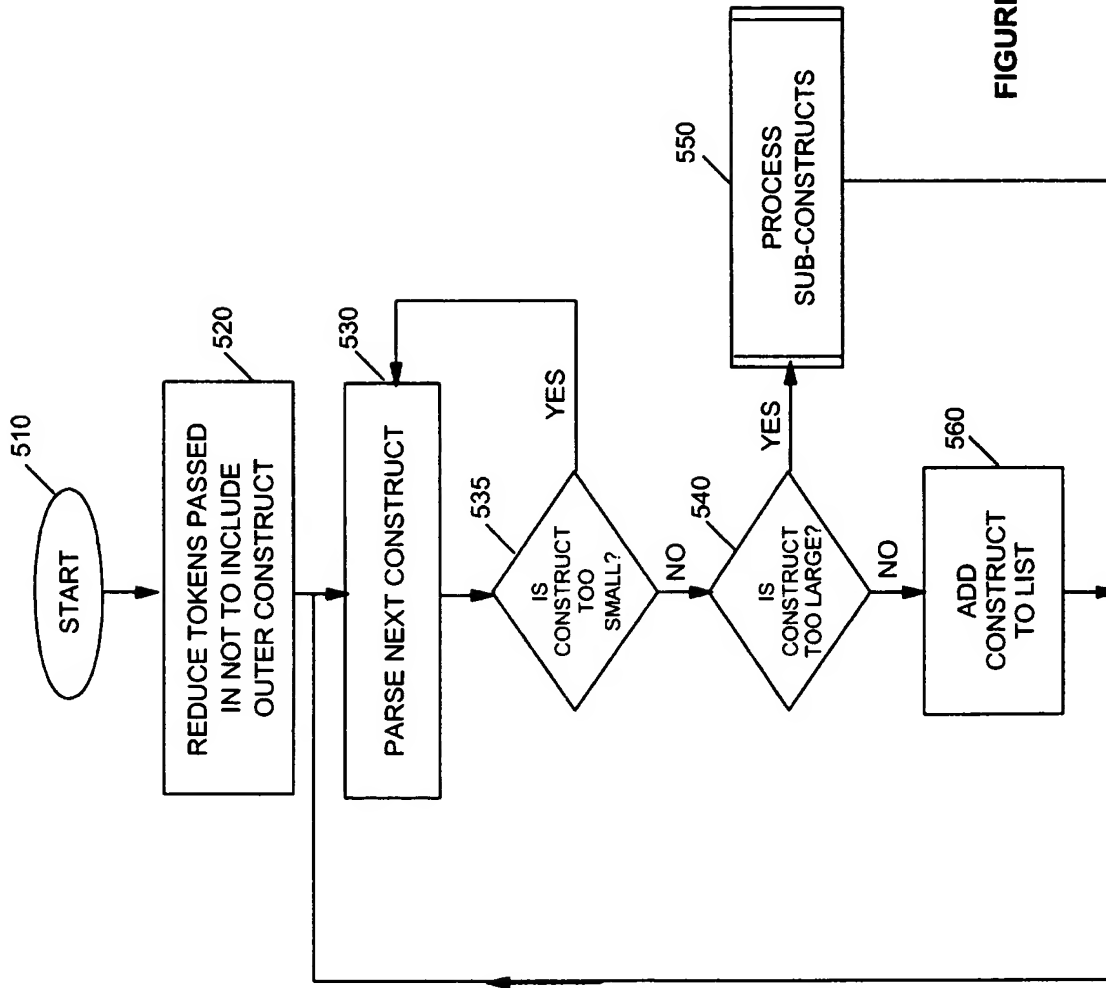 510
START
520
REDUCE TOKENS PASSED
IN NOT TO INCLUDE
OUTER CONSTRUCT
530
PARSE NEXT CONSTRUCT
535
IS
CONSTRUCT
TOO
SMALL?
YES
NO
540
IS
CONSTRUCT
TOO LARGE?
YES
NO
550
PROCESS
SUB-CONSTRUCTS
560
ADD
CONSTRUCT
TO LIST